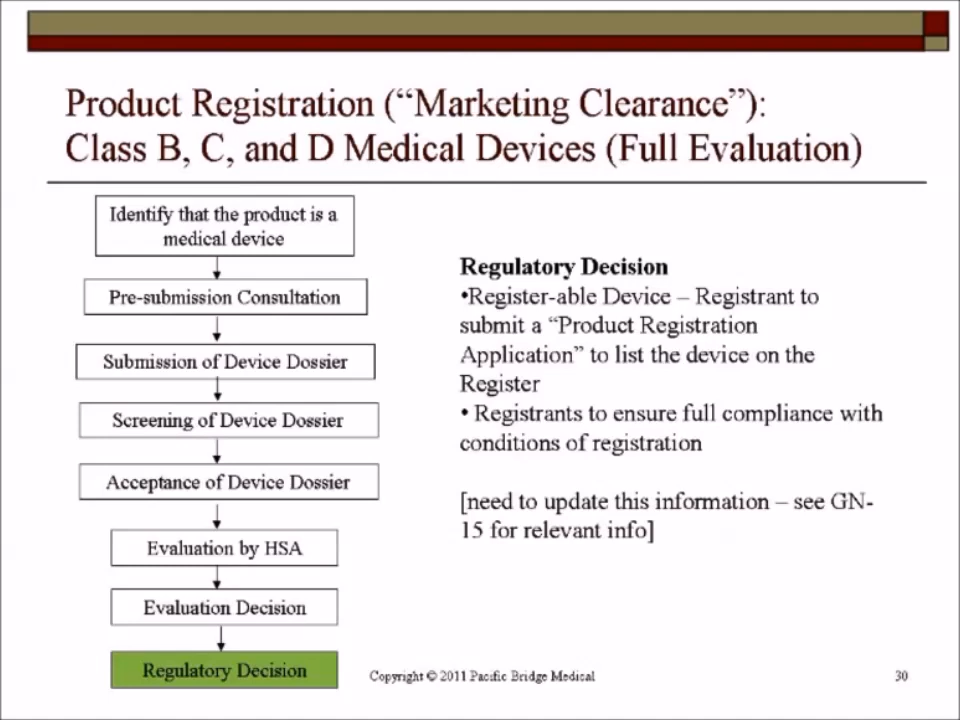 Product Registration (“Marketing Clearance”):
Class B, C, and D Medical Devices (Full Evaluation)
Identify that the product is a
medical device
Pre-submission Consultation
Submission of Device Dossier
Screening of Device Dossier
Acceptance of Device Dossier
Evaluation by HSA
Evaluation Decision
Regulatory Decision
Regulatory Decision
•Register-able Device – Registrant to
submit a “Product Registration
Application” to list the device on the
Register
• Registrants to ensure full compliance with
conditions of registration
[need to update this information – see GN-
15 for relevant info]
Copyright © 2011 Pacific Bridge Medical
30